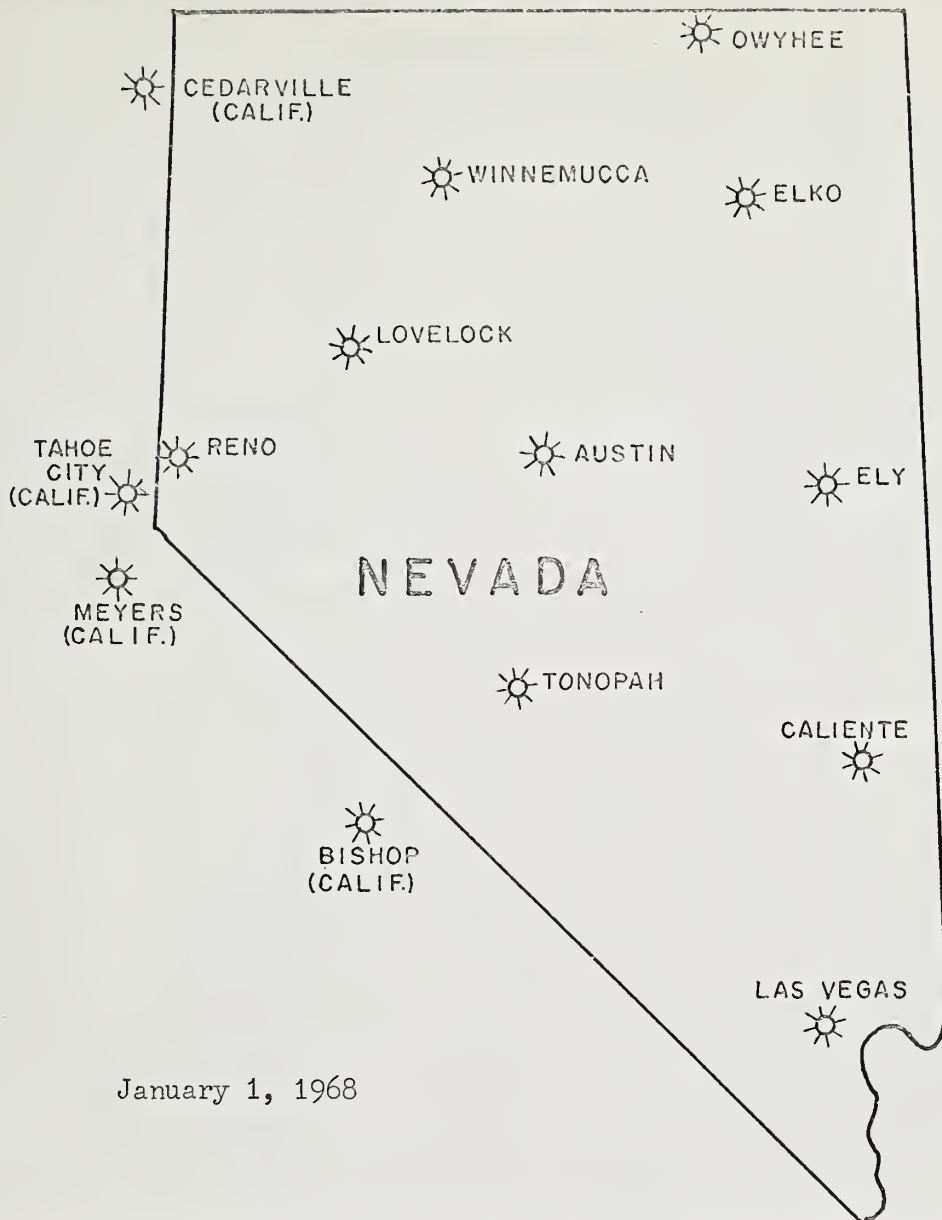 OWYHEE
CEDARVILLE
(CALIF.)
WINNEMUCCA
ELKO
LOVELOCK
TAHOE
CITY
(CALIF.)
RENO
AUSTIN
ELY
NEVADA
MEYERS
(CALIF.)
TONOPAH
CALIENTE
BISHOP
(CALIF.)
LAS VEGAS
January 1, 1968